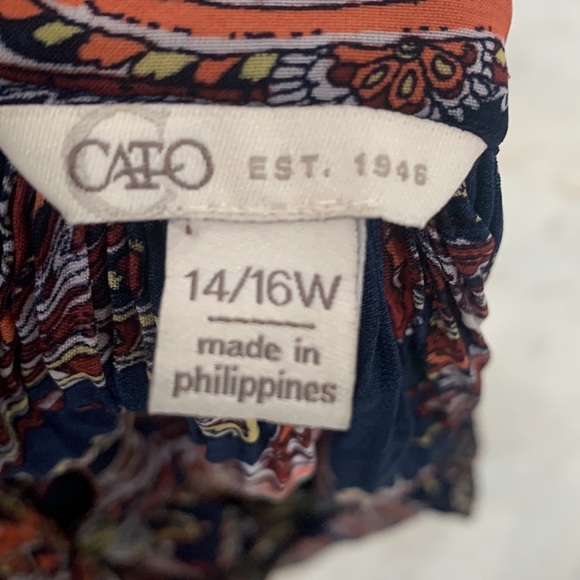 CATO EST. 1946
14/16W
made in
philippines